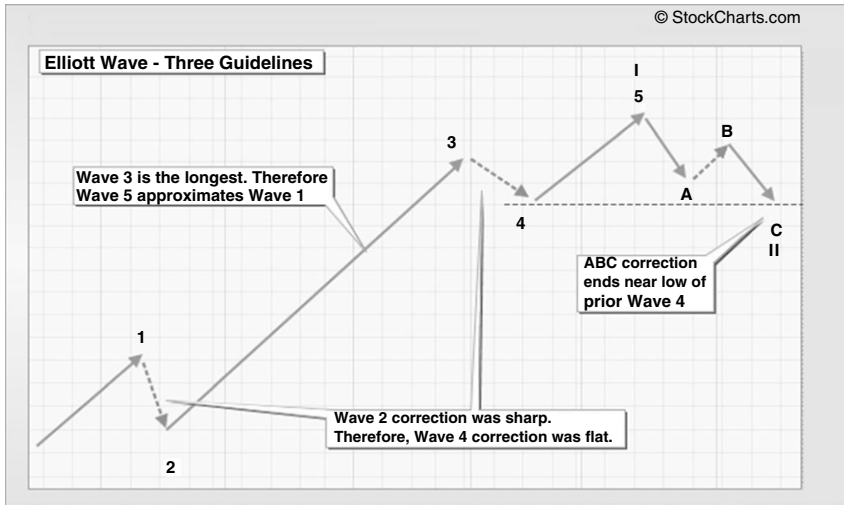 © StockCharts.com
Elliott Wave - Three Guidelines
I
5
3
B
Wave 3 is the longest. Therefore
Wave 5 approximates Wave 1
A
4
C
II
ABC correction
ends near low of
prior Wave 4
1
Wave 2 correction was sharp.
Therefore, Wave 4 correction was flat.
2